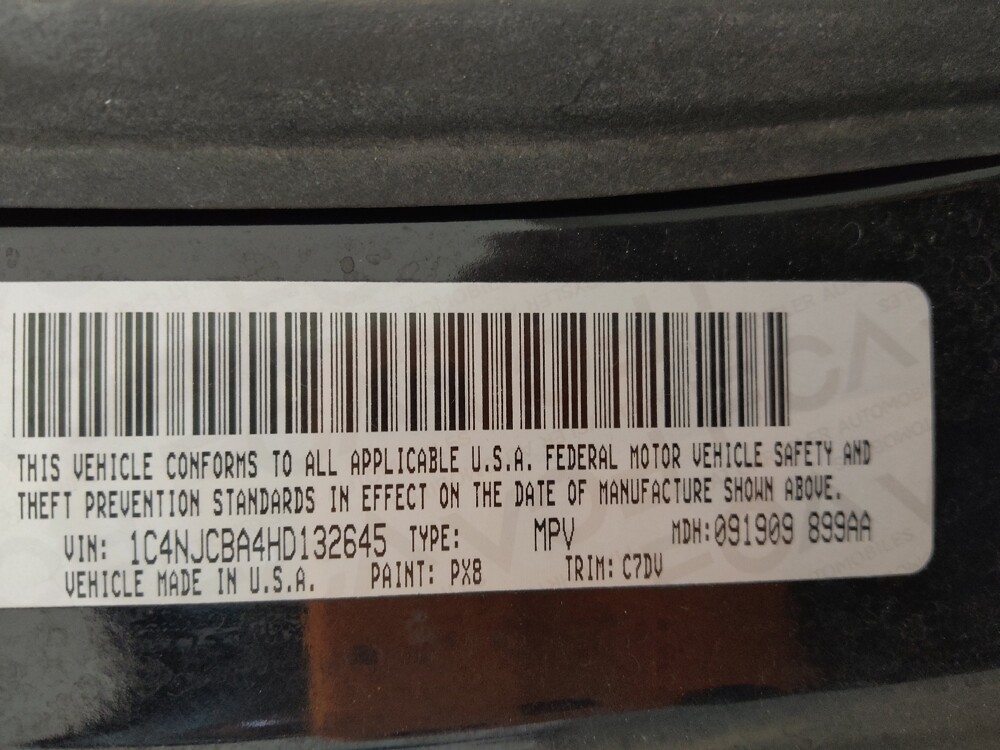 THIS VEHICLE CONFORMS TO ALL APPLICABLE U.S.A. FEDERAL MOTOR VEHICLE SAFETY AND
THEFT PREVENTION STANDARDS IN EFFECT ON THE DATE OF MANUFACTURE SHOWN ABOVE.
VIN: 1C4NJCBA4HD132645 TYPE: MPV MDH:091909 899AA
VEHICLE MADE IN U.S.A. PAINT: PX8 TRIM: C7DV